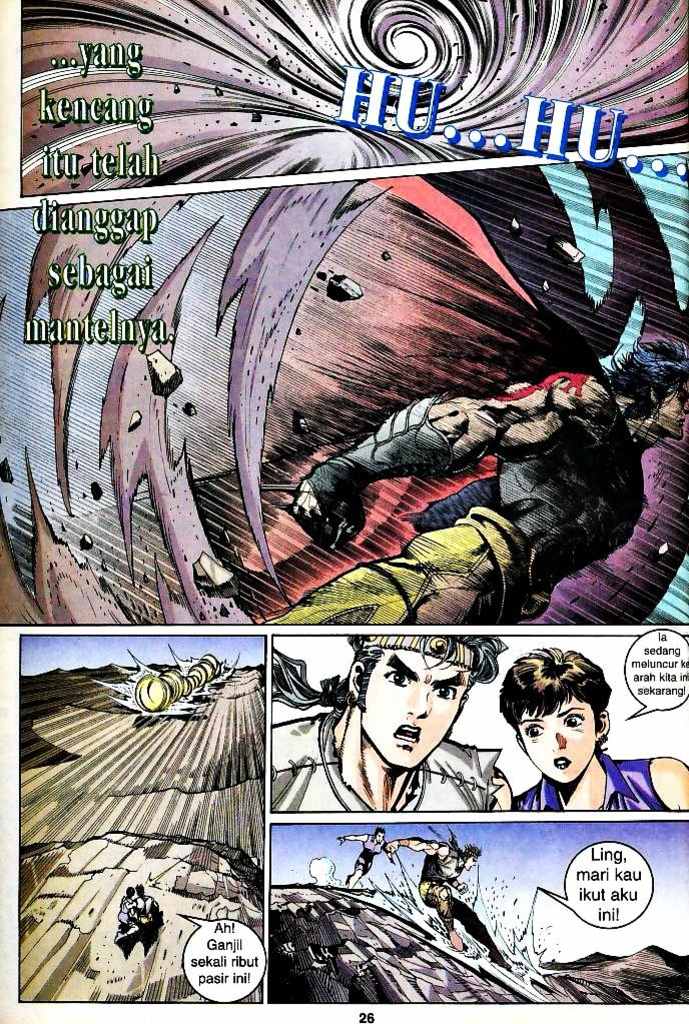 ...yang
kencang
itu telah
dianggap
sebagai
mantelnya.
HU...HU...
Ah!
Ganjil
sekali ribut
pasir ini!
Ia
sedang
meluncur ke
arah kita ini
sekarang!
Ling,
mari kau
ikut aku
ini!
26